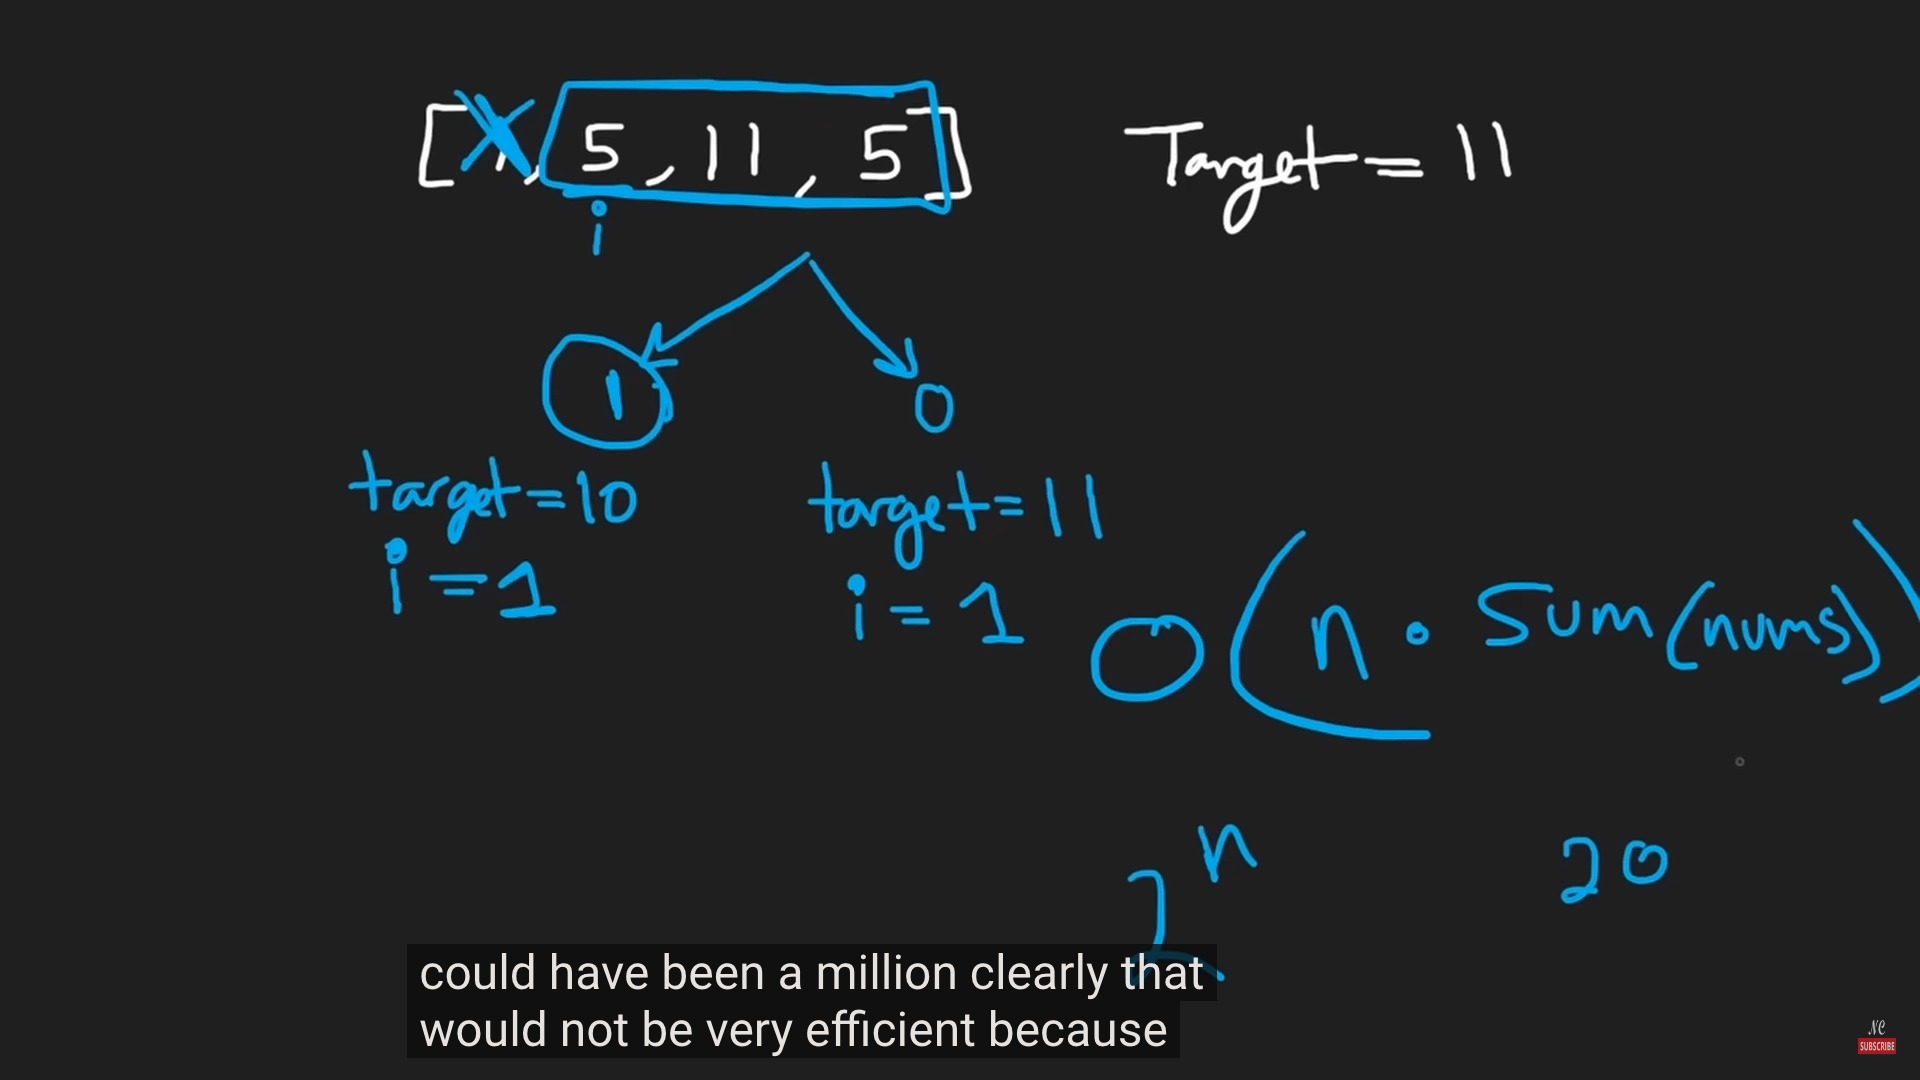 [1, 5, 11, 5] Target = 11
i
1 0
target=10 target=11
i=1 i=1
O(n · sum(nums))
2^n 20
could have been a million clearly that
would not be very efficient because
NC
SUBSCRIBE